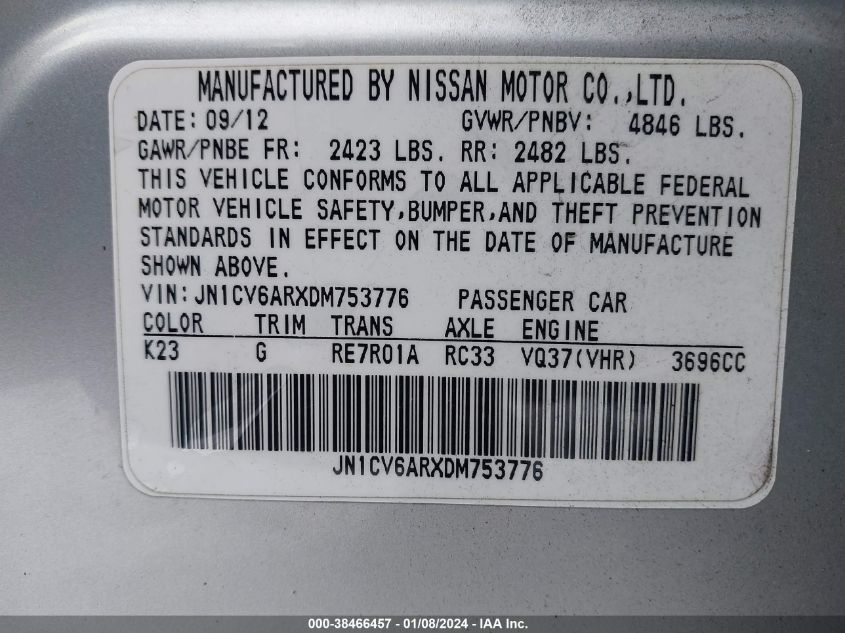 MANUFACTURED BY NISSAN MOTOR CO.,LTD.
DATE: 09/12 GVWR/PNBV: 4846 LBS.
GAWR/PNBE FR: 2423 LBS. RR: 2482 LBS.
THIS VEHICLE CONFORMS TO ALL APPLICABLE FEDERAL
MOTOR VEHICLE SAFETY,BUMPER,AND THEFT PREVENTION
STANDARDS IN EFFECT ON THE DATE OF MANUFACTURE
SHOWN ABOVE.
VIN: JN1CV6ARXDM753776 PASSENGER CAR
COLOR TRIM TRANS AXLE ENGINE
K23 G RE7R01A RC33 VQ37(VHR) 3696CC
JN1CV6ARXDM753776
000-38466457 - 01/08/2024 - IAA Inc.